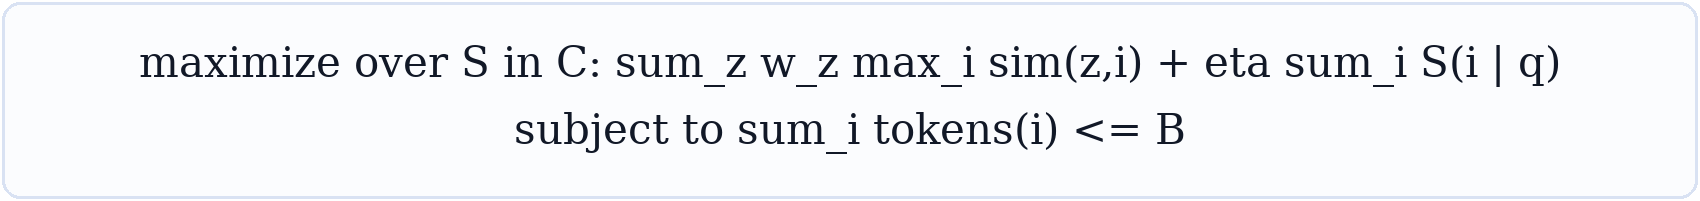 maximize over S in C: sum_z w_z max_i sim(z,i) + eta sum_i S(i | q)
subject to sum_i tokens(i) <= B